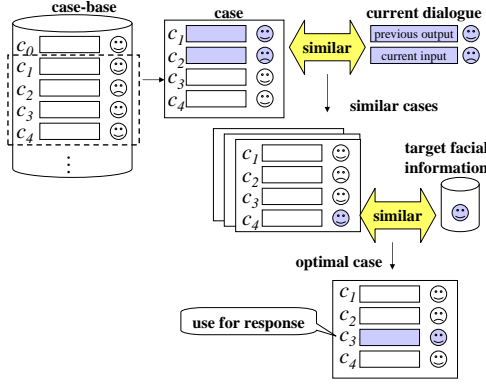 case-base
c0
c1
c2
c3
c4
⋮
case
c1
c2
c3
c4
similar
current dialogue
previous output
current input
similar cases
c1
c2
c3
c4
similar
target facial
information
optimal case
c1
c2
c3
c4
use for response